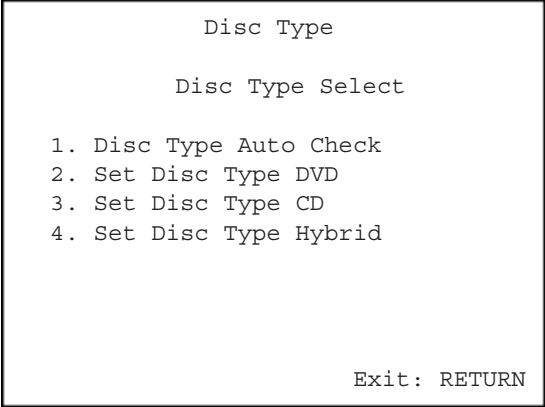 Disc Type
Disc Type Select
1. Disc Type Auto Check
2. Set Disc Type DVD
3. Set Disc Type CD
4. Set Disc Type Hybrid
Exit: RETURN